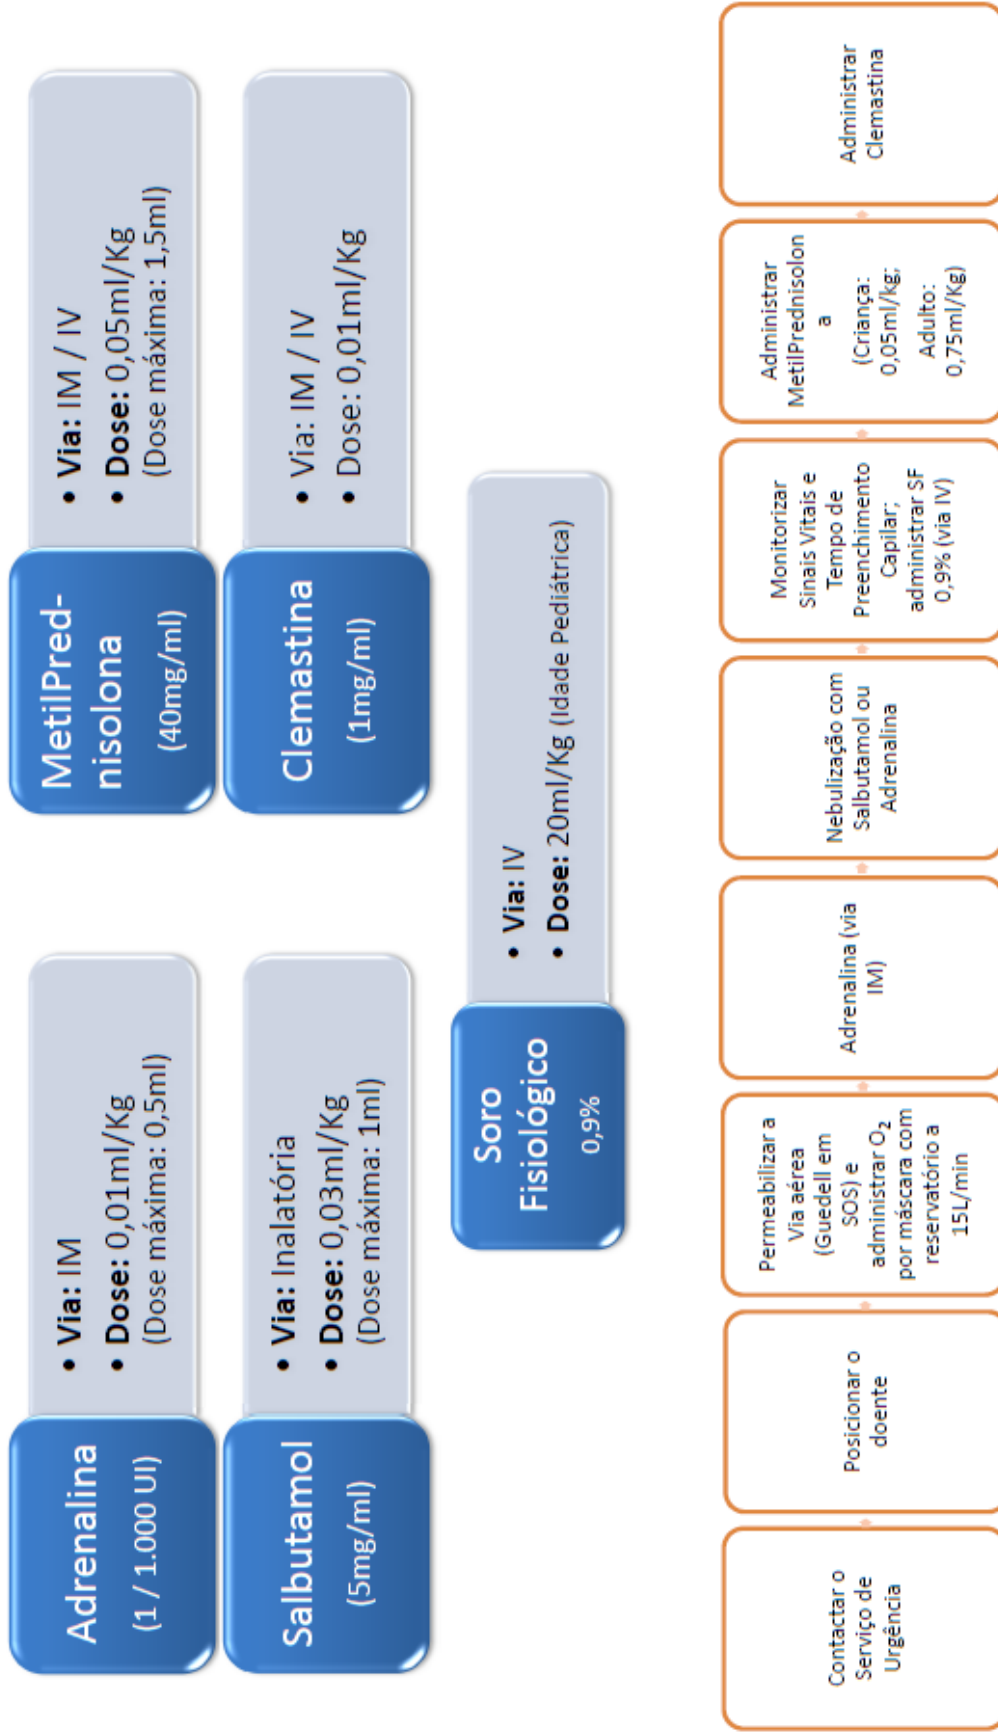 Adrenalina
(1 / 1.000 UI)
• Via: IM
• Dose: 0,01ml/Kg
(Dose máxima: 0,5ml)
MetilPred-
nisolona
(40mg/ml)
• Via: IM / IV
• Dose: 0,05ml/Kg
(Dose máxima: 1,5ml)
Salbutamol
(5mg/ml)
• Via: Inalatória
• Dose: 0,03ml/Kg
(Dose máxima: 1ml)
Clemastina
(1mg/ml)
• Via: IM / IV
• Dose: 0,01ml/Kg
Soro
Fisiológico
0,9%
• Via: IV
• Dose: 20ml/Kg (Idade Pediátrica)
Contactar o
Serviço de
Urgência
Posicionar o
doente
Permeabilizar a
Via aérea
(Guedell em
SOS) e
administrar O₂
por máscara com
reservatório a
15L/min
Adrenalina (via
IM)
Nebulização com
Salbutamol ou
Adrenalina
Monitorizar
Sinais Vitais e
Tempo de
Preenchimento
Capilar;
administrar SF
0,9% (via IV)
Administrar
MetilPrednisolon
a
(Criança:
0,05ml/kg;
Adulto:
0,75ml/Kg)
Administrar
Clemastina